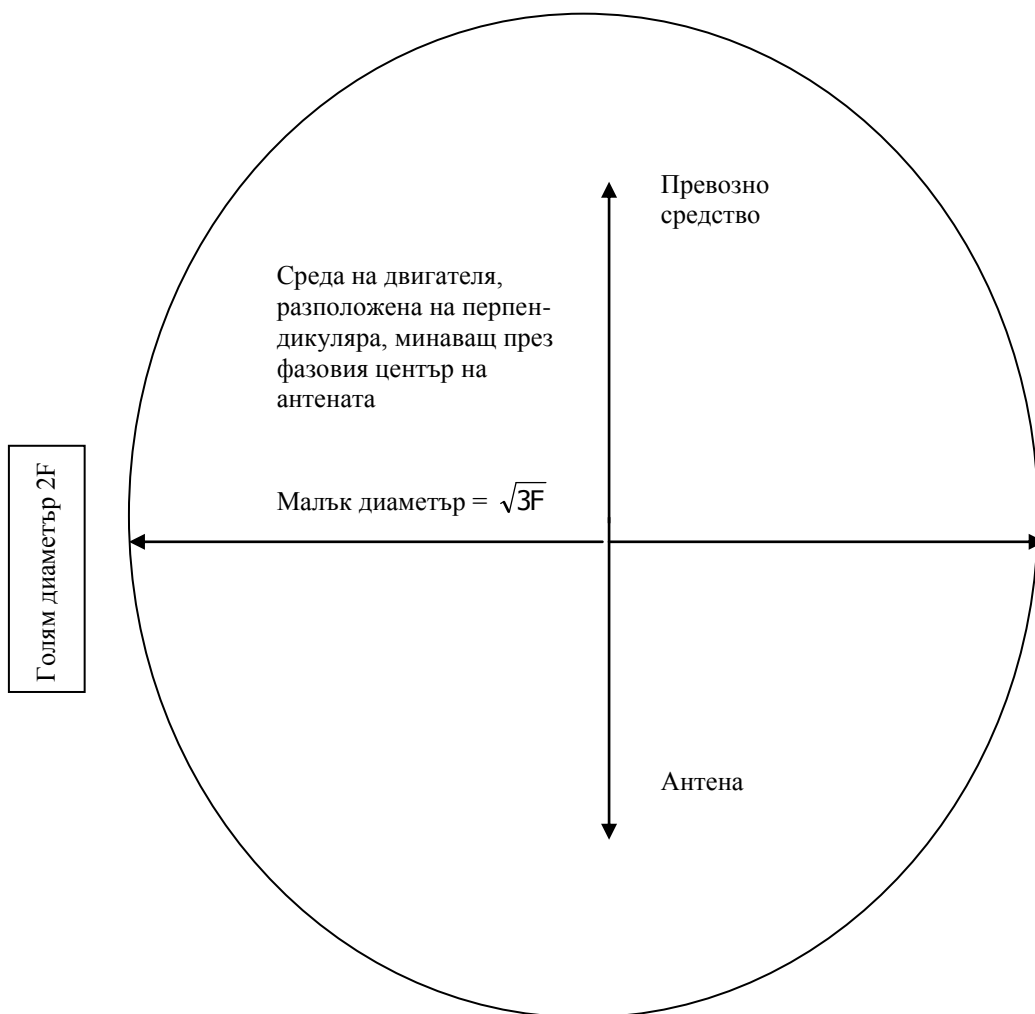 Превозно
средство
Среда на двигателя,
разположена на перпен-
дикуляра, минаващ през
фазовия център на
антената
Малък диаметър = √3F
Голям диаметър 2F
Антена